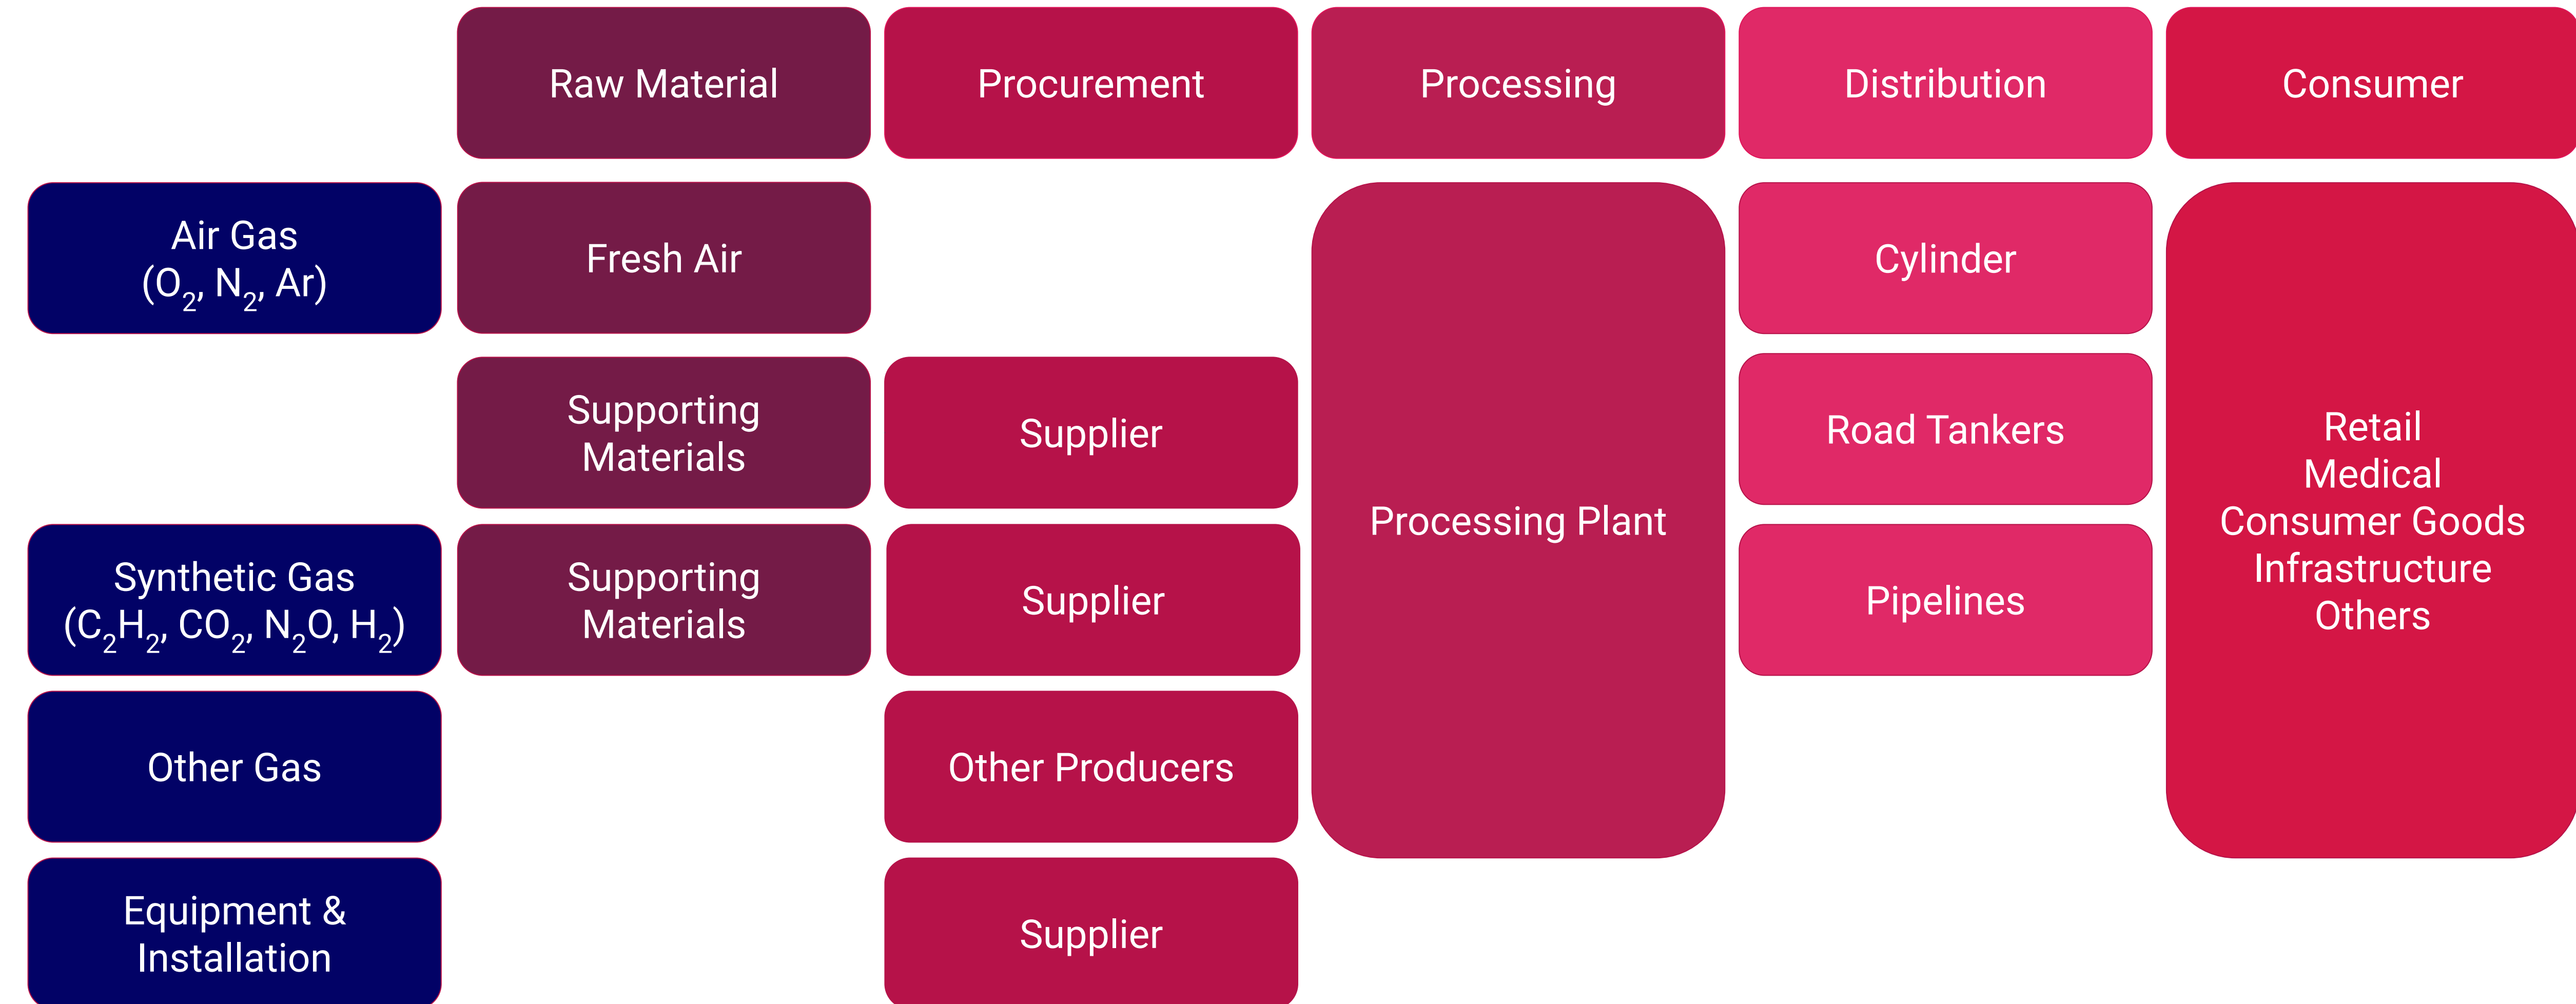 Raw Material
Procurement
Processing
Distribution
Consumer
Air Gas
(O₂, N₂, Ar)
Fresh Air
Cylinder
Supporting
Materials
Supplier
Road Tankers
Processing Plant
Retail
Medical
Consumer Goods
Infrastructure
Others
Synthetic Gas
(C₂H₂, CO₂, N₂O, H₂)
Supporting
Materials
Supplier
Pipelines
Other Gas
Other Producers
Equipment &
Installation
Supplier